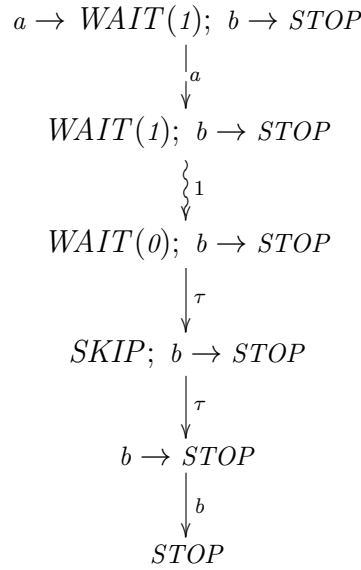 a → WAIT(1); b → STOP
a
WAIT(1); b → STOP
1
WAIT(0); b → STOP
τ
SKIP; b → STOP
τ
b → STOP
b
STOP